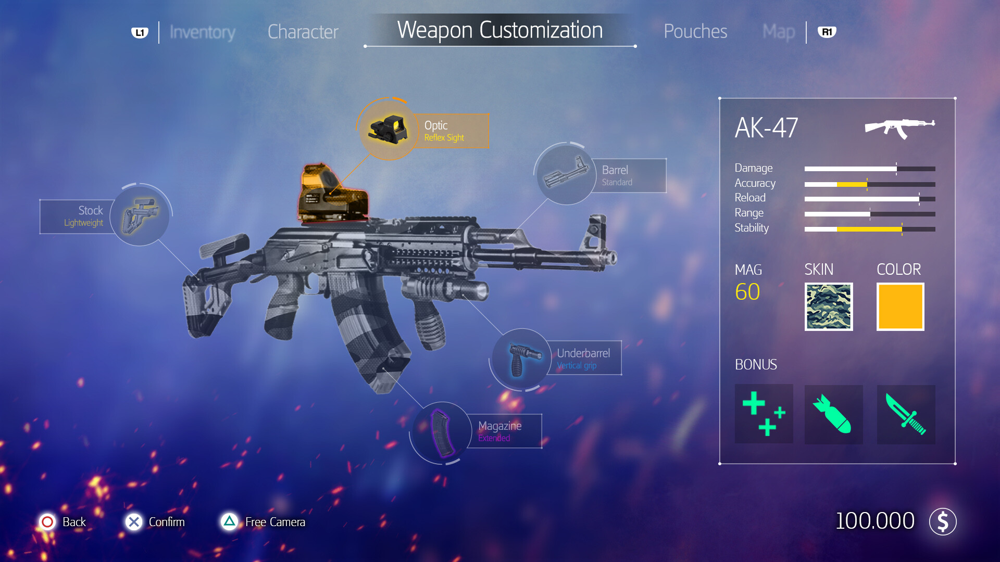 L1
Inventory
Character
Weapon Customization
Pouches
Map
R1
Optic
Reflex Sight
Barrel
Standard
Stock
Lightweight
Underbarrel
Vertical grip
Magazine
Extended
AK-47
Damage
Accuracy
Reload
Range
Stability
MAG
60
SKIN
COLOR
BONUS
Back
Confirm
Free Camera
100.000
$